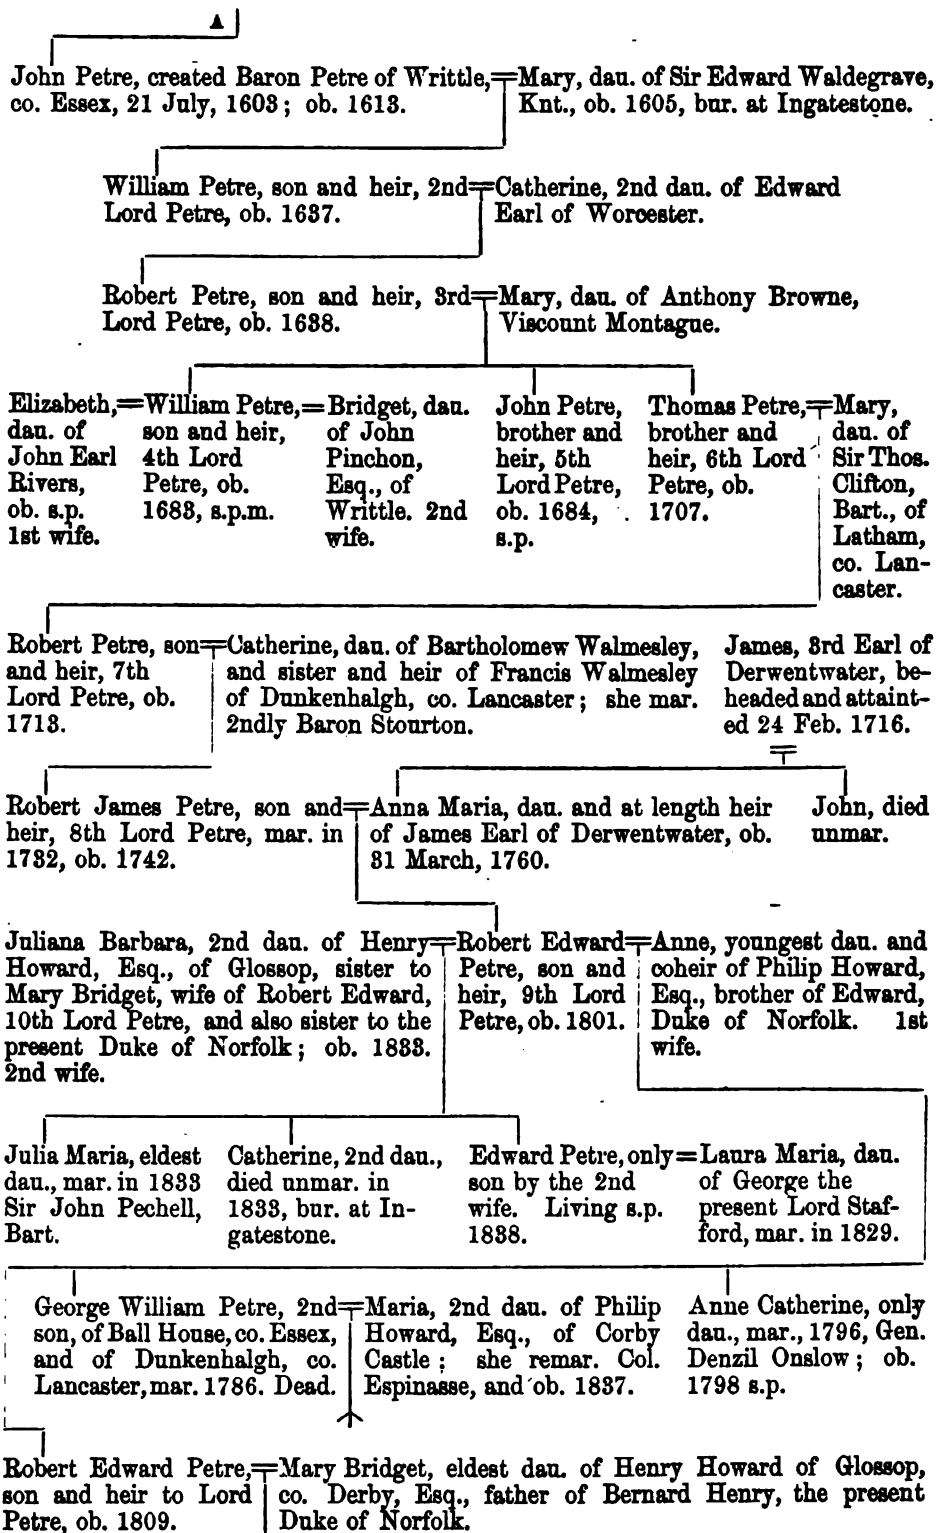 A
John Petre, created Baron Petre of Writtle,
co. Essex, 21 July, 1603; ob. 1613.
Mary, dau. of Sir Edward Waldegrave,
Knt., ob. 1605, bur. at Ingatestone.
William Petre, son and heir, 2nd
Lord Petre, ob. 1637.
Catherine, 2nd dau. of Edward
Earl of Worcester.
Robert Petre, son and heir, 3rd
Lord Petre, ob. 1638.
Mary, dau. of Anthony Browne,
Viscount Montague.
Elizabeth,
dau. of
John Earl
Rivers,
ob. s.p.
1st wife.
William Petre,
son and heir,
4th Lord
Petre, ob.
1683, s.p.m.
Bridget, dau.
of John
Pinchon,
Esq., of
Writtle. 2nd
wife.
John Petre,
brother and
heir, 5th
Lord Petre,
ob. 1684,
s.p.
Thomas Petre,
brother and
heir, 6th Lord
Petre, ob.
1707.
Mary,
dau. of
Sir Thos.
Clifton,
Bart., of
Latham,
co. Lan-
caster.
Robert Petre, son
and heir, 7th
Lord Petre, ob.
1713.
Catherine, dau. of Bartholomew Walmesley,
and sister and heir of Francis Walmesley
of Dunkenhalgh, co. Lancaster; she mar.
2ndly Baron Stourton.
James, 3rd Earl of
Derwentwater, be-
headed and attaint-
ed 24 Feb. 1716.
Robert James Petre, son and
heir, 8th Lord Petre, mar. in
1732, ob. 1742.
Anna Maria, dau. and at length heir
of James Earl of Derwentwater, ob.
31 March, 1760.
John, died
unmar.
Juliana Barbara, 2nd dau. of Henry
Howard, Esq., of Glossop, sister to
Mary Bridget, wife of Robert Edward,
10th Lord Petre, and also sister to the
present Duke of Norfolk; ob. 1833.
2nd wife.
Robert Edward
Petre, son and
heir, 9th Lord
Petre, ob. 1801.
Anne, youngest dau. and
coheir of Philip Howard,
Esq., brother of Edward,
Duke of Norfolk. 1st
wife.
Julia Maria, eldest
dau., mar. in 1833
Sir John Pechell,
Bart.
Catherine, 2nd dau.,
died unmar. in
1833, bur. at In-
gatestone.
Edward Petre, only
son by the 2nd
wife. Living s.p.
1838.
Laura Maria, dau.
of George the
present Lord Staf-
ford, mar. in 1829.
George William Petre, 2nd
son, of Ball House, co. Essex,
and of Dunkenhalgh, co.
Lancaster, mar. 1786. Dead.
Maria, 2nd dau. of Philip
Howard, Esq., of Corby
Castle; she remar. Col.
Espinasse, and ob. 1837.
Anne Catherine, only
dau., mar., 1796, Gen.
Denzil Onslow; ob.
1798 s.p.
Robert Edward Petre,
son and heir to Lord
Petre, ob. 1809.
Mary Bridget, eldest dau. of Henry Howard of Glossop,
co. Derby, Esq., father of Bernard Henry, the present
Duke of Norfolk.